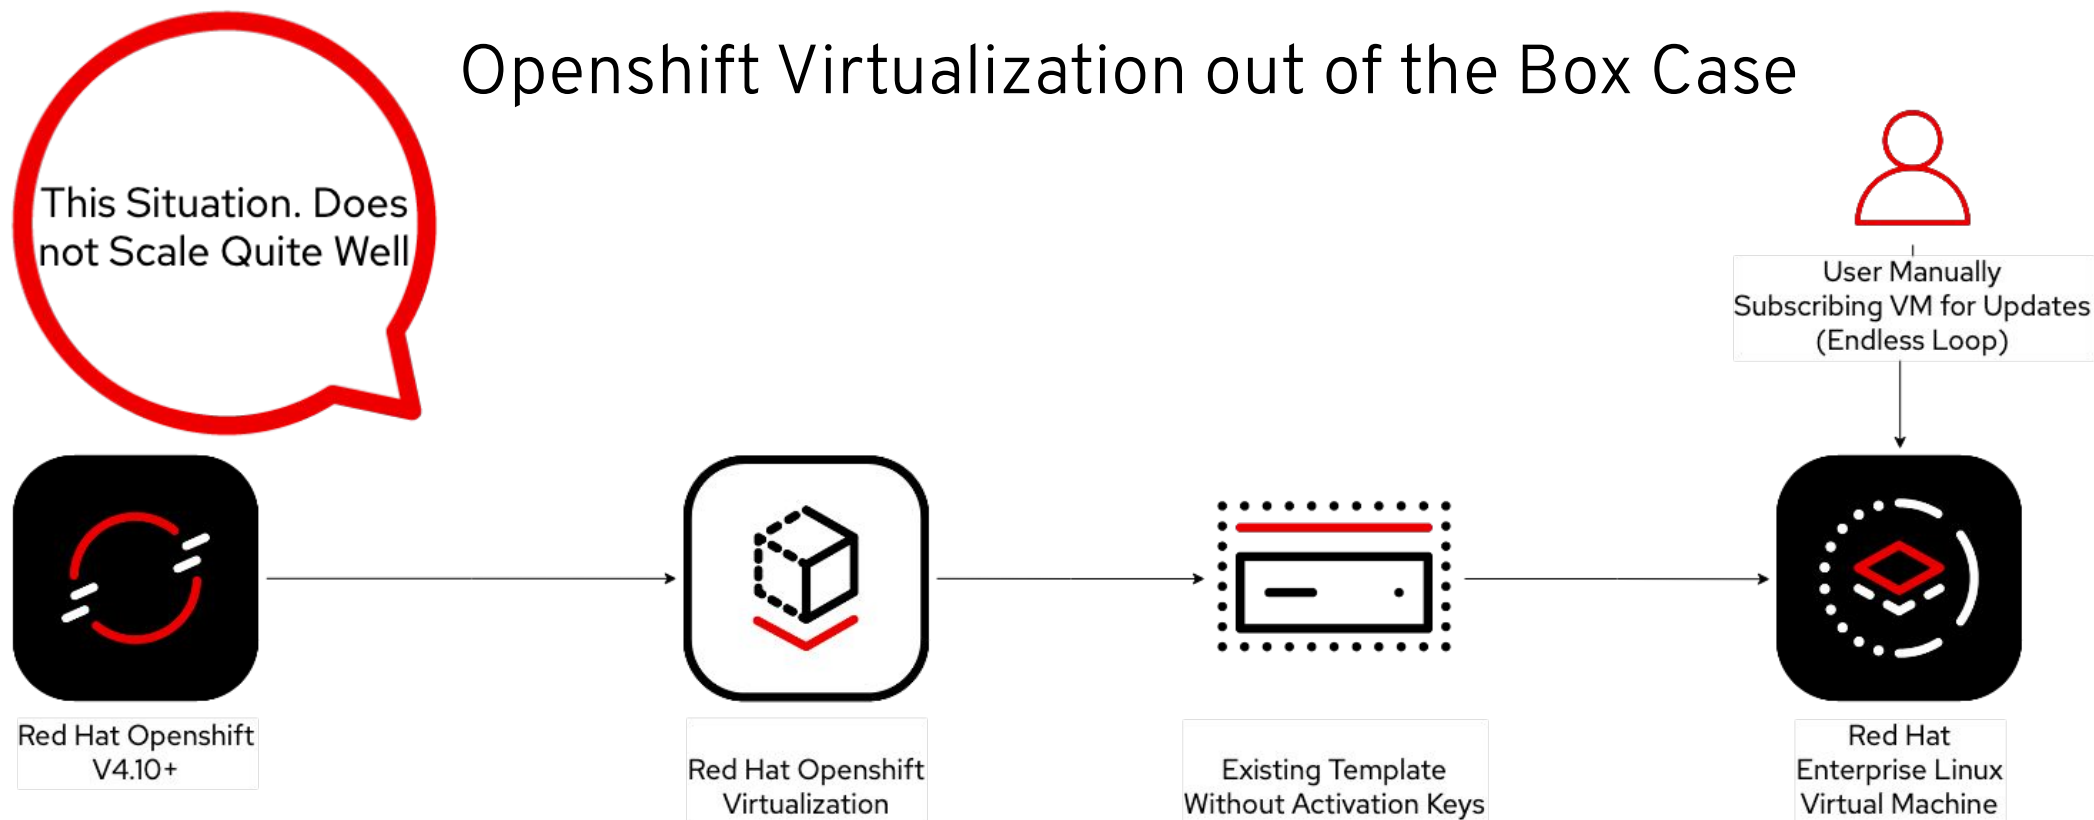 Openshift Virtualization out of the Box Case
This Situation. Does
not Scale Quite Well
User Manually
Subscribing VM for Updates
(Endless Loop)
Red Hat Openshift
V4.10+
Red Hat Openshift
Virtualization
Existing Template
Without Activation Keys
Red Hat
Enterprise Linux
Virtual Machine